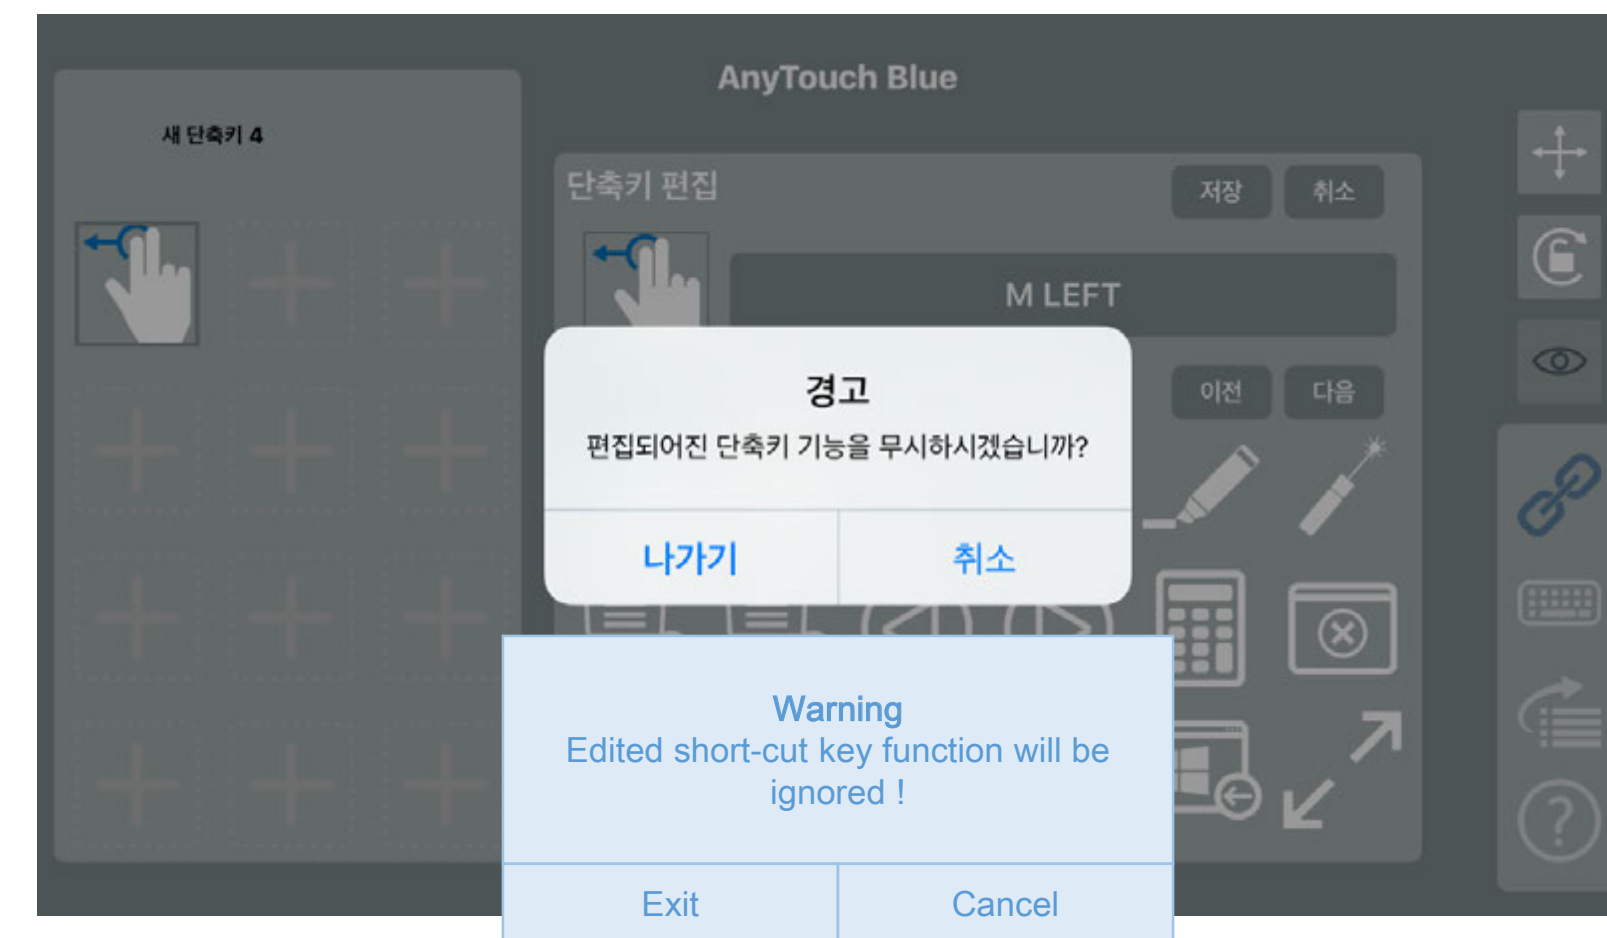 AnyTouch Blue
새 단축키 4
단축키 편집
저장
취소
M LEFT
이전
다음
경고
편집되어진 단축키 기능을 무시하시겠습니까?
나가기
취소
Warning
Edited short-cut key function will be
ignored !
Exit
Cancel